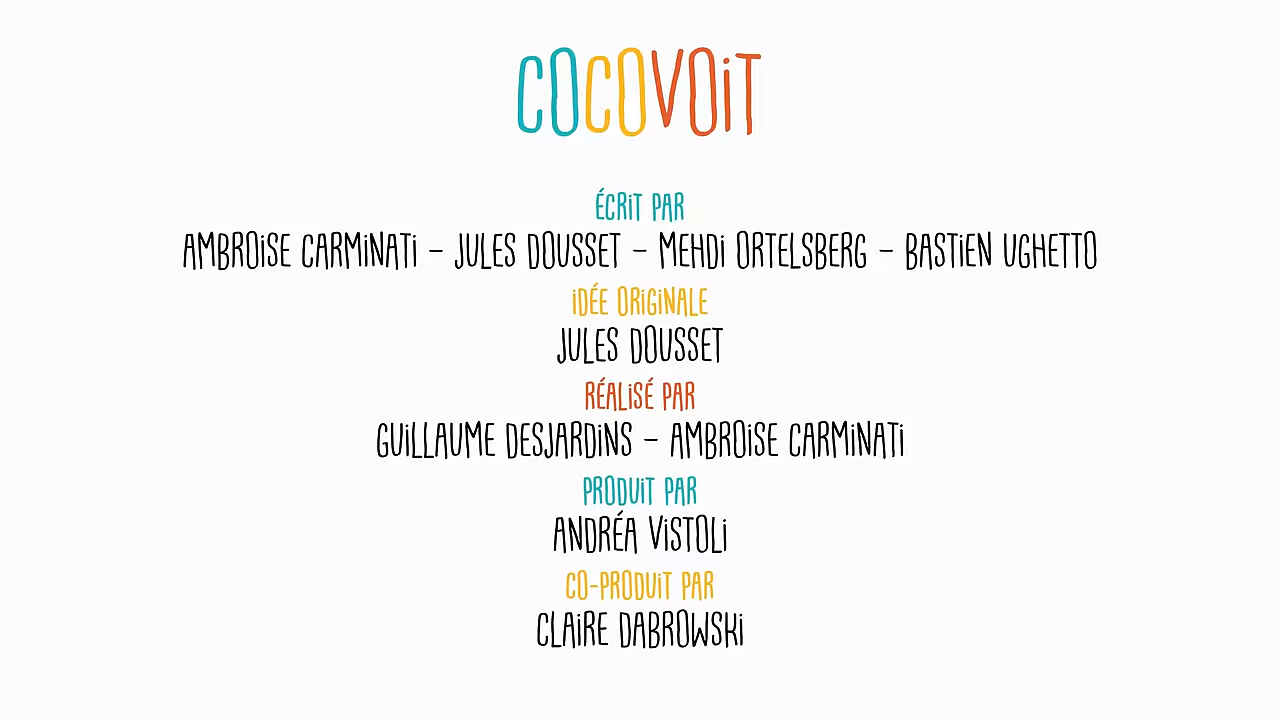 COCOVOIT
ÉCRIT PAR
AMBROISE CARMINATI – JULES DOUSSET – MEHDI ORTELSBERG – BASTIEN UGHETTO
IDÉE ORIGINALE
JULES DOUSSET
RÉALISÉ PAR
GUILLAUME DESJARDINS – AMBROISE CARMINATI
PRODUIT PAR
ANDRÉA VISTOLI
CO-PRODUIT PAR
CLAIRE DABROWSKI